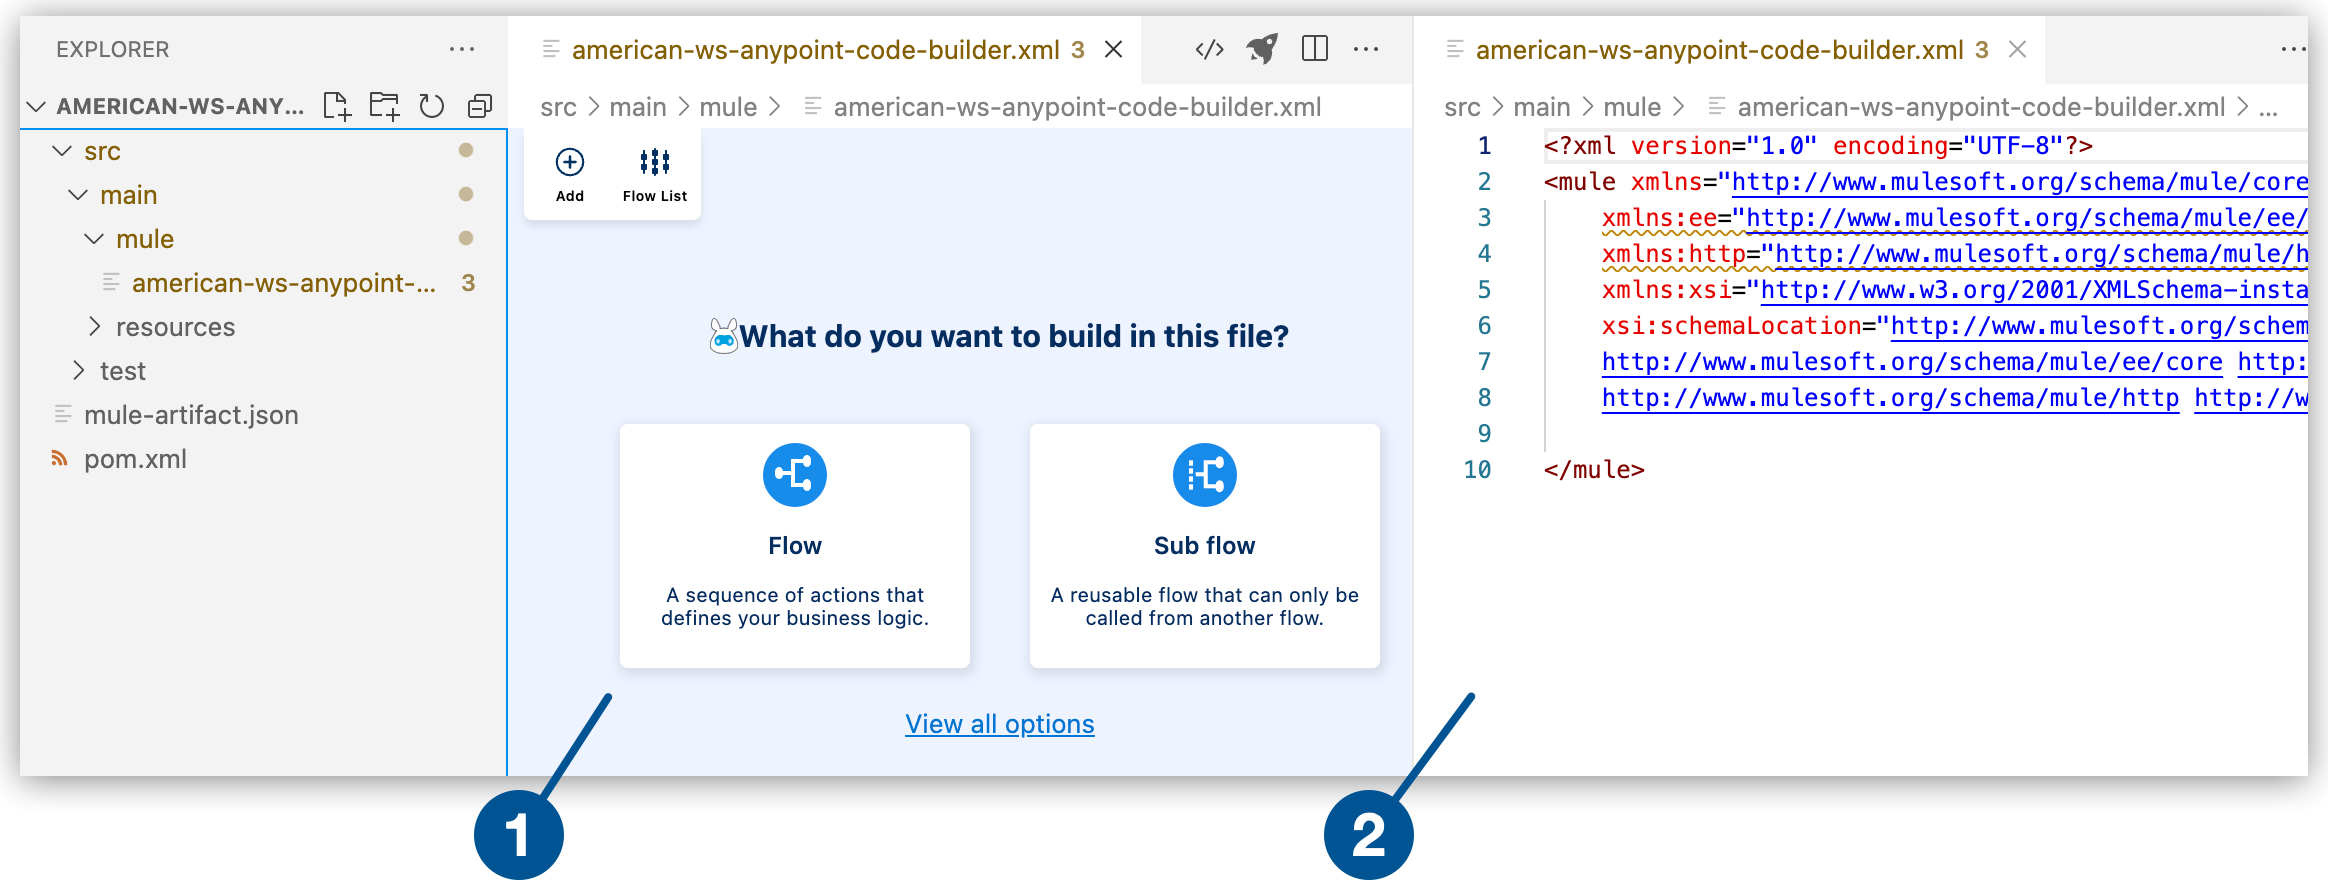 EXPLORER
AMERICAN-WS-ANY...
src
main
mule
american-ws-anypoint-... 3
resources
test
mule-artifact.json
pom.xml
american-ws-anypoint-code-builder.xml 3
src > main > mule > american-ws-anypoint-code-builder.xml
Add
Flow List
What do you want to build in this file?
Flow
A sequence of actions that
defines your business logic.
Sub flow
A reusable flow that can only be
called from another flow.
View all options
american-ws-anypoint-code-builder.xml 3
src > main > mule > american-ws-anypoint-code-builder.xml > ...
1 <?xml version="1.0" encoding="UTF-8"?>
2 <mule xmlns="http://www.mulesoft.org/schema/mule/core
3 xmlns:ee="http://www.mulesoft.org/schema/mule/ee/
4 xmlns:http="http://www.mulesoft.org/schema/mule/h
5 xmlns:xsi="http://www.w3.org/2001/XMLSchema-insta
6 xsi:schemaLocation="http://www.mulesoft.org/schem
7 http://www.mulesoft.org/schema/mule/ee/core http:
8 http://www.mulesoft.org/schema/mule/http http://w
9
10 </mule>
1
2